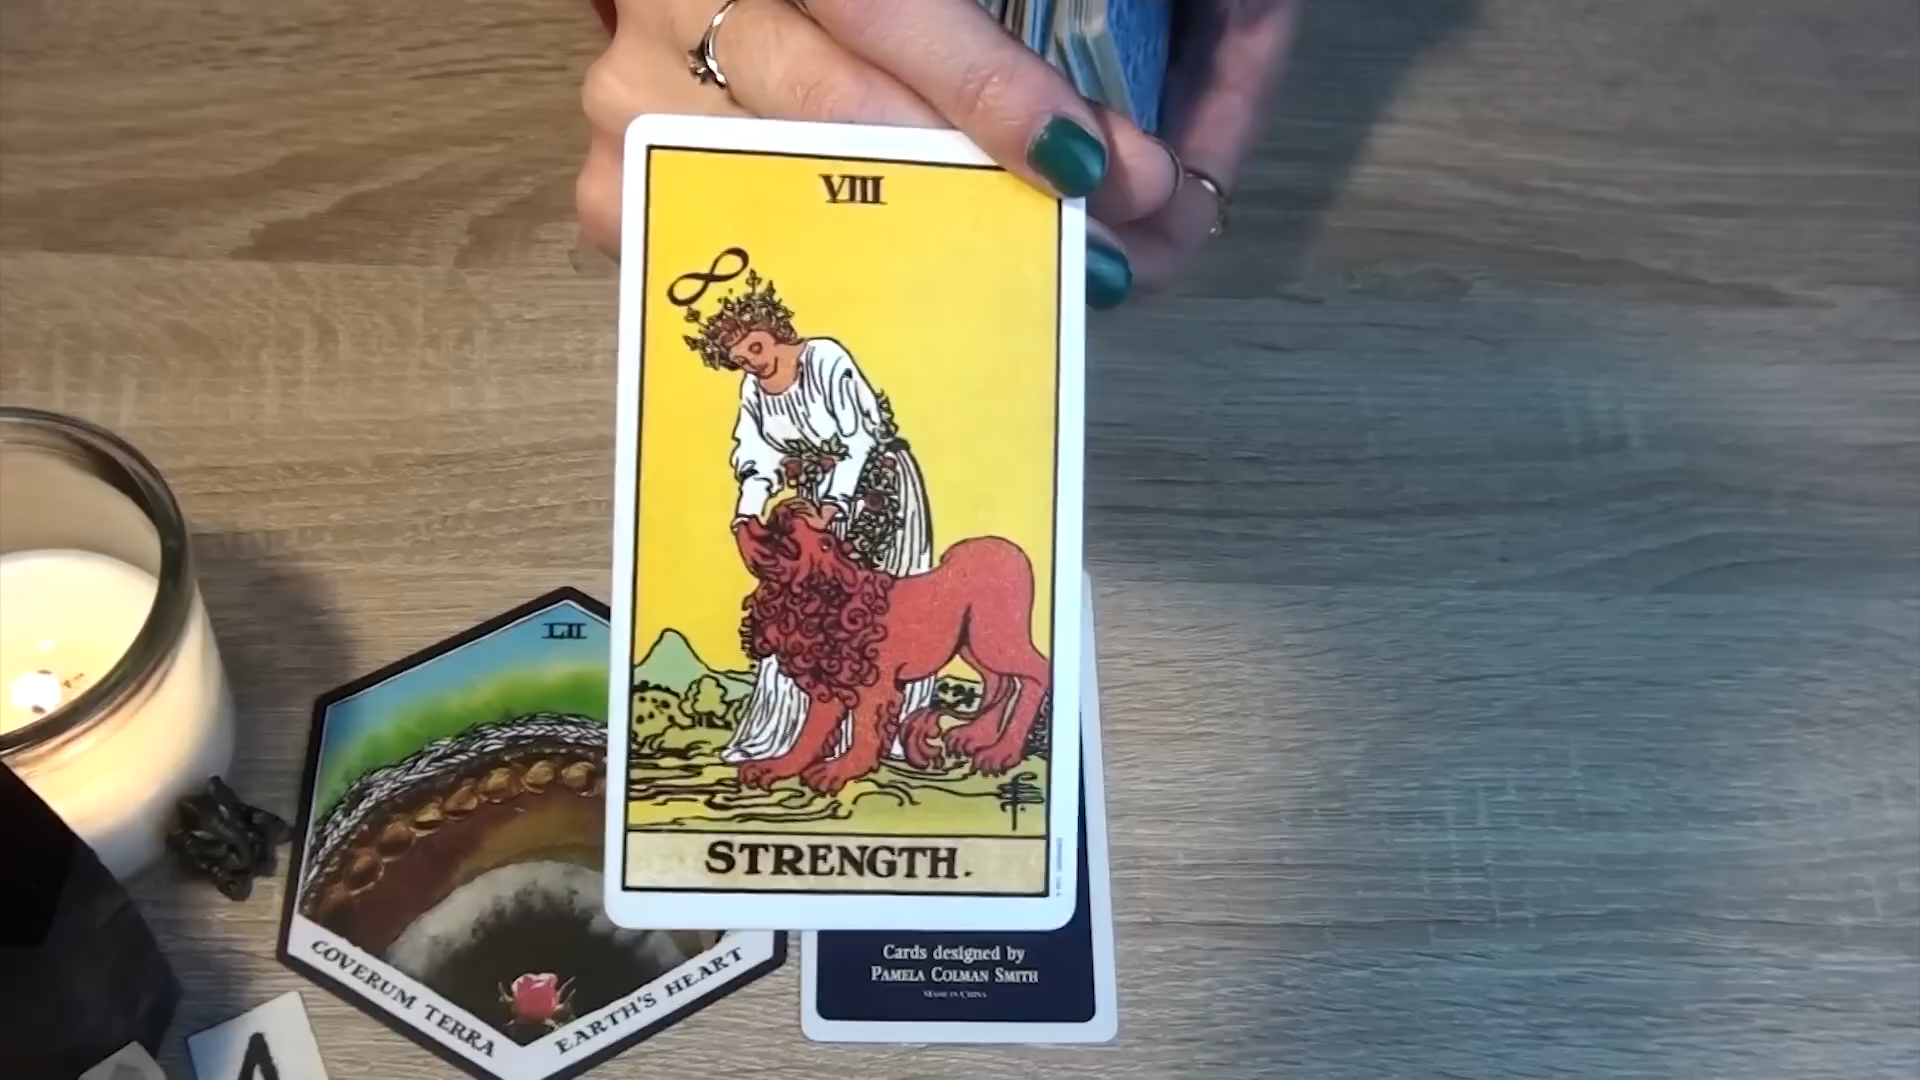 VIII
STRENGTH.
LII
COVERUM TERRA
EARTH'S HEART
Cards designed by
PAMELA COLMAN SMITH
MADE IN CHINA